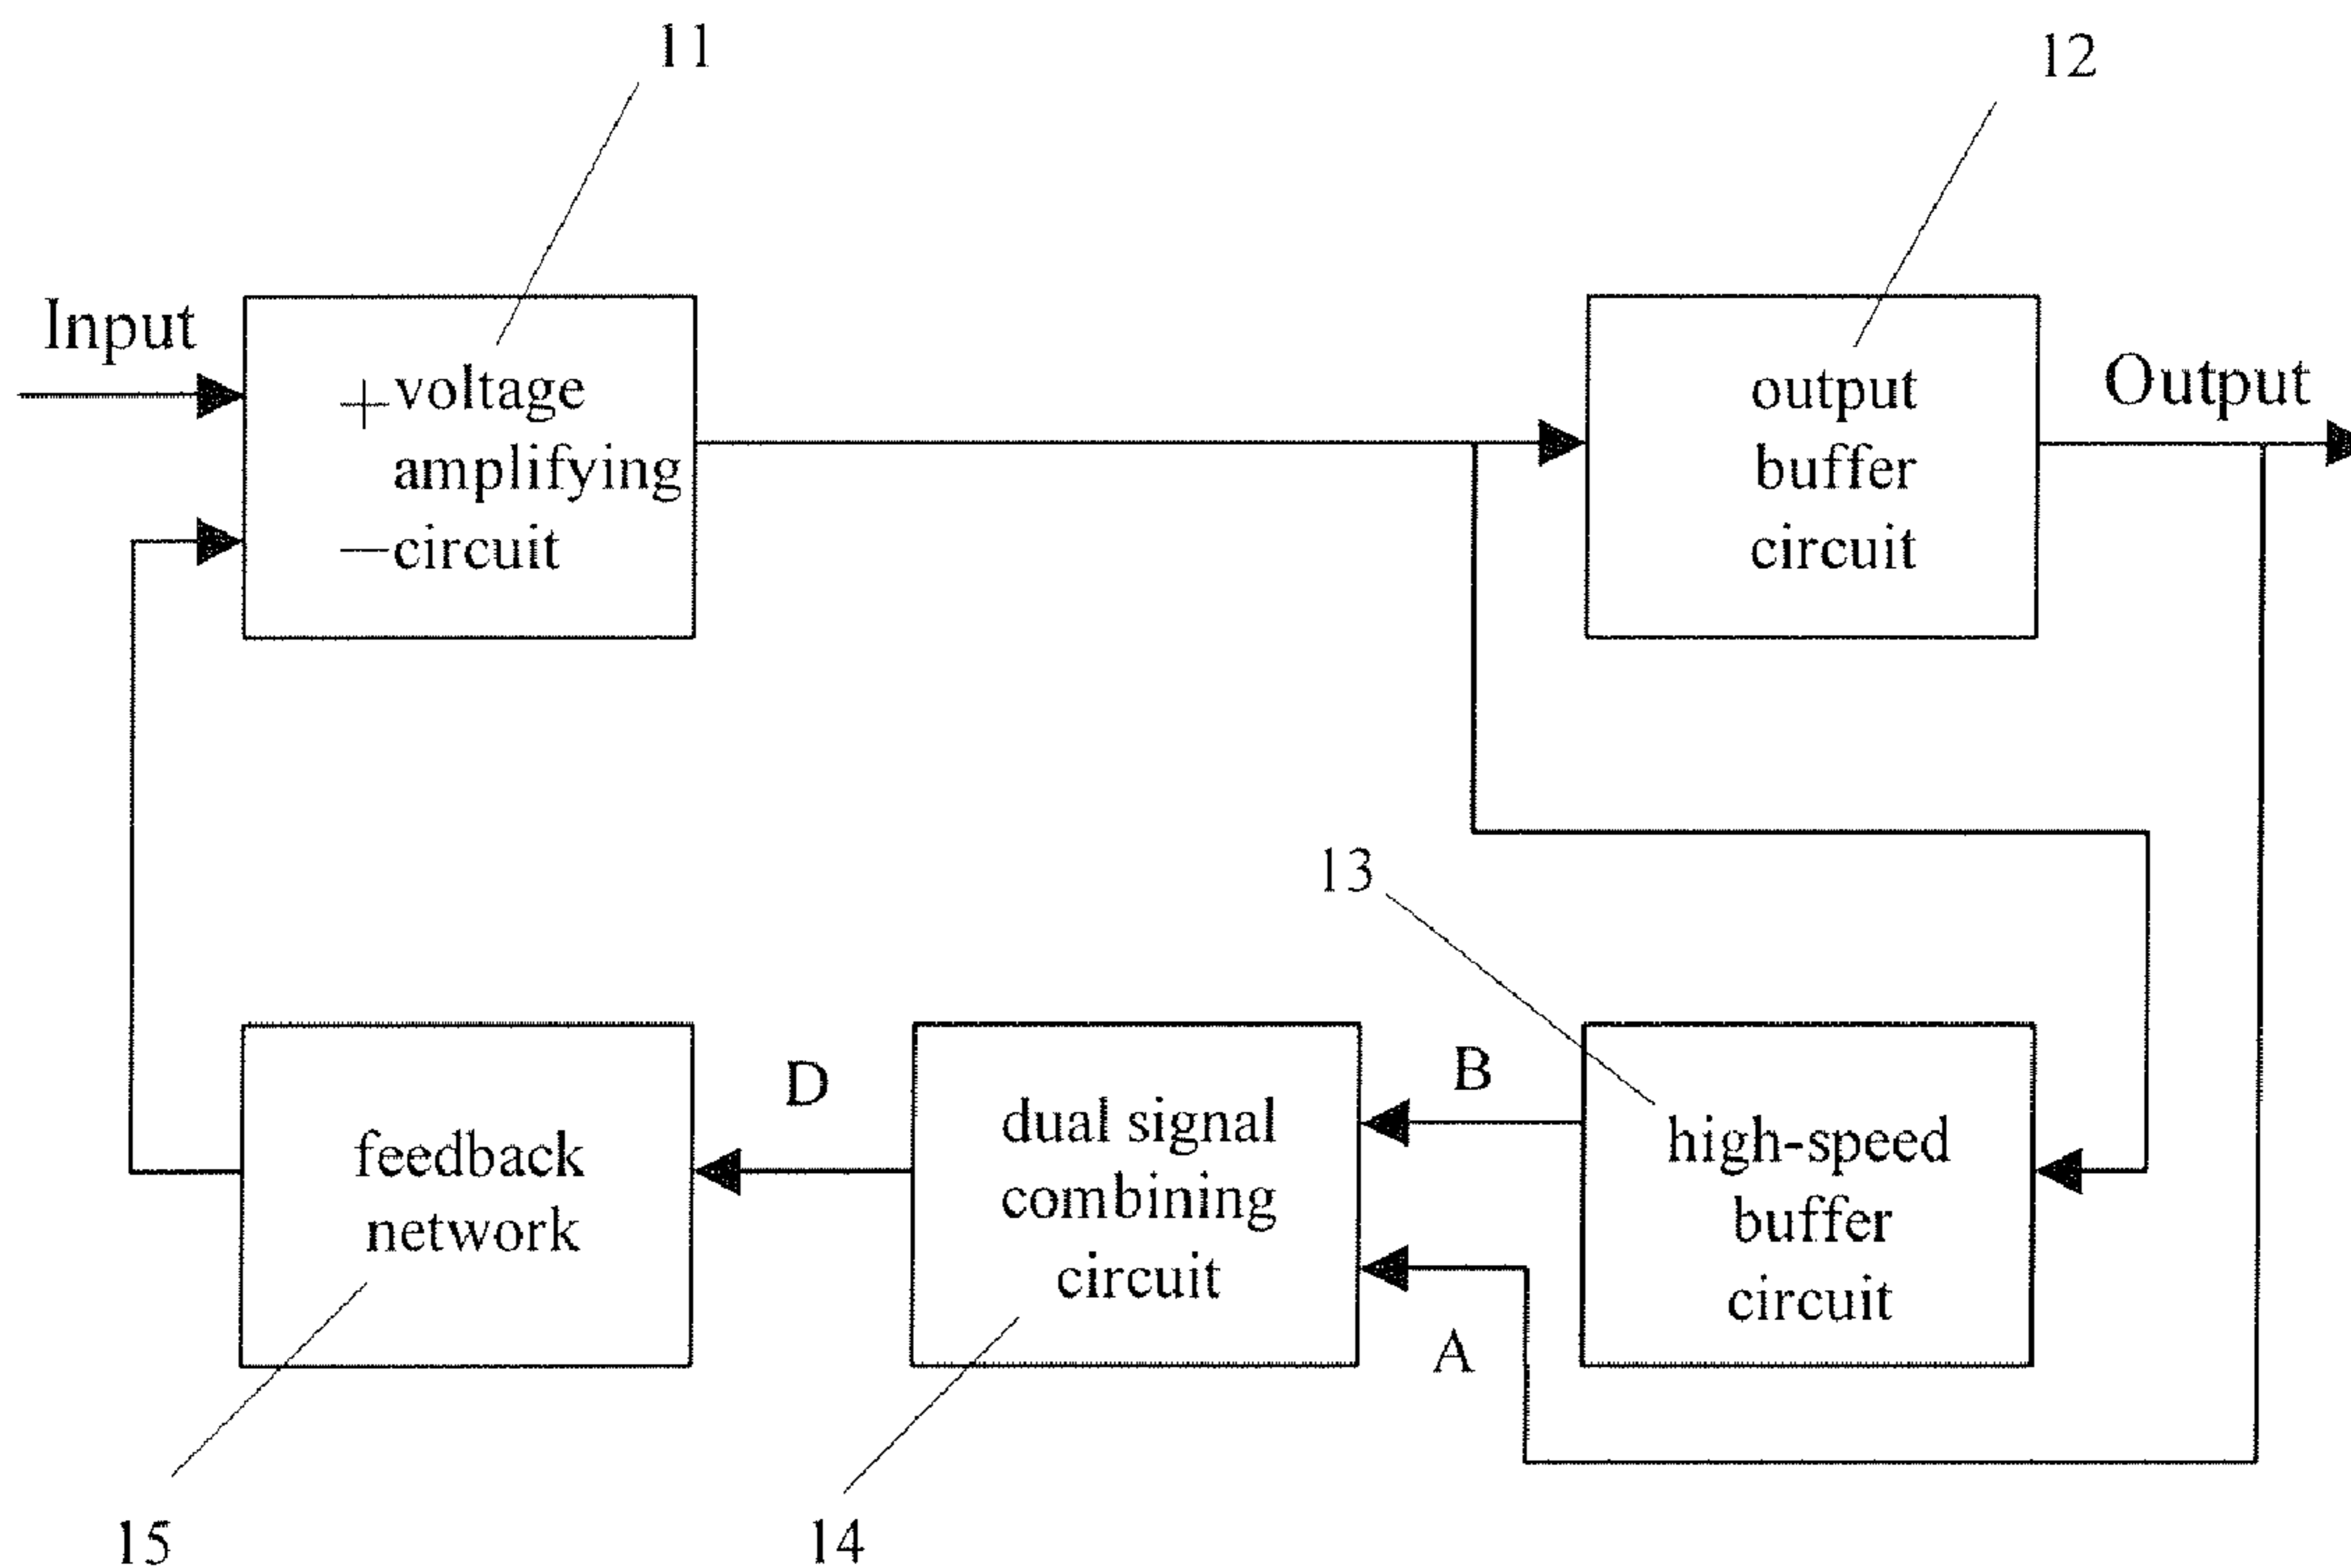 11
12
Input
+ voltage
amplifying
− circuit
output
buffer
circuit
Output
13
feedback
network
D
dual signal
combining
circuit
B
A
high-speed
buffer
circuit
15
14